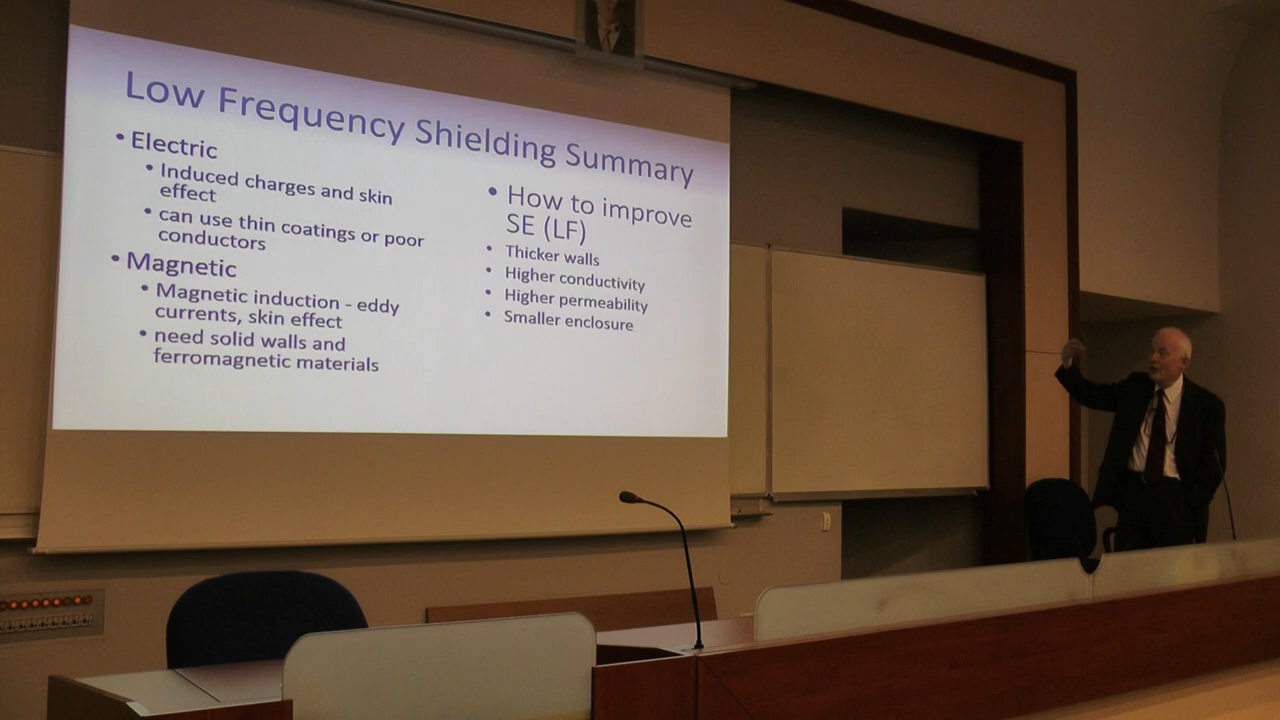 Low Frequency Shielding Summary
• Electric
• Induced charges and skin
effect
• can use thin coatings or poor
conductors
• Magnetic
• Magnetic induction - eddy
currents, skin effect
• need solid walls and
ferromagnetic materials
• How to improve
SE (LF)
• Thicker walls
• Higher conductivity
• Higher permeability
• Smaller enclosure